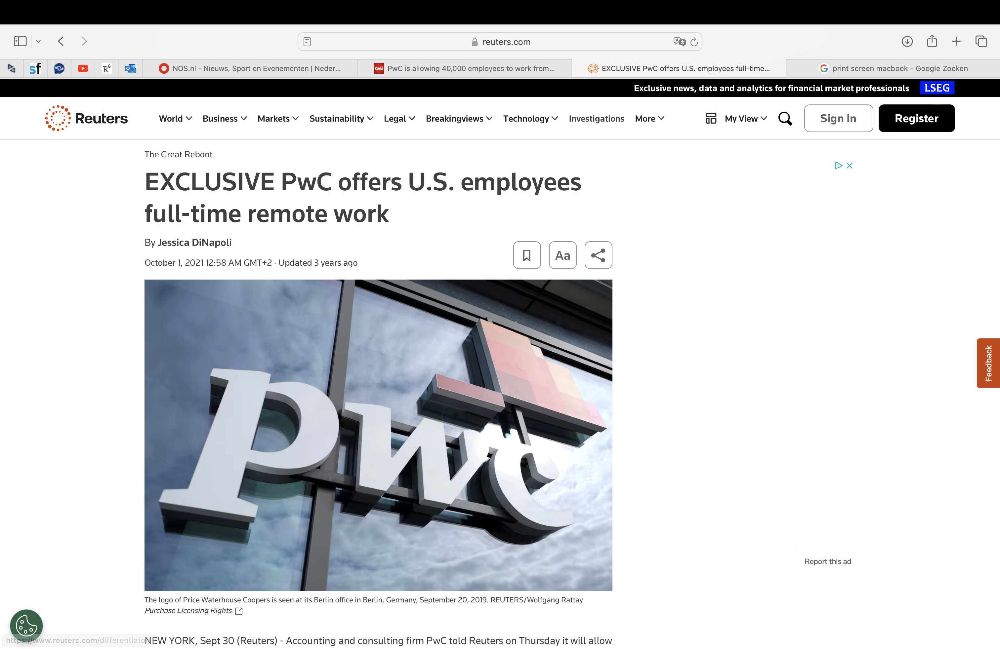 reuters.com
NOS.nl - Nieuws, Sport en Evenementen | Neder...
CNN
PwC is allowing 40,000 employees to work from...
EXCLUSIVE PwC offers U.S. employees full-time...
print screen macbook - Google Zoeken
sf
RG
Exclusive news, data and analytics for financial market professionals
LSEG
Reuters
World
Business
Markets
Sustainability
Legal
Breakingviews
Technology
Investigations
More
My View
Sign In
Register
The Great Reboot
EXCLUSIVE PwC offers U.S. employees
full-time remote work
By Jessica DiNapoli
October 1, 2021 12:58 AM GMT+2 · Updated 3 years ago
Aa
pwc
Feedback
Report this ad
The logo of Price Waterhouse Coopers is seen at its Berlin office in Berlin, Germany, September 20, 2019. REUTERS/Wolfgang Rattay
Purchase Licensing Rights
NEW YORK, Sept 30 (Reuters) - Accounting and consulting firm PwC told Reuters on Thursday it will allow
https://www.reuters.com/differentiato